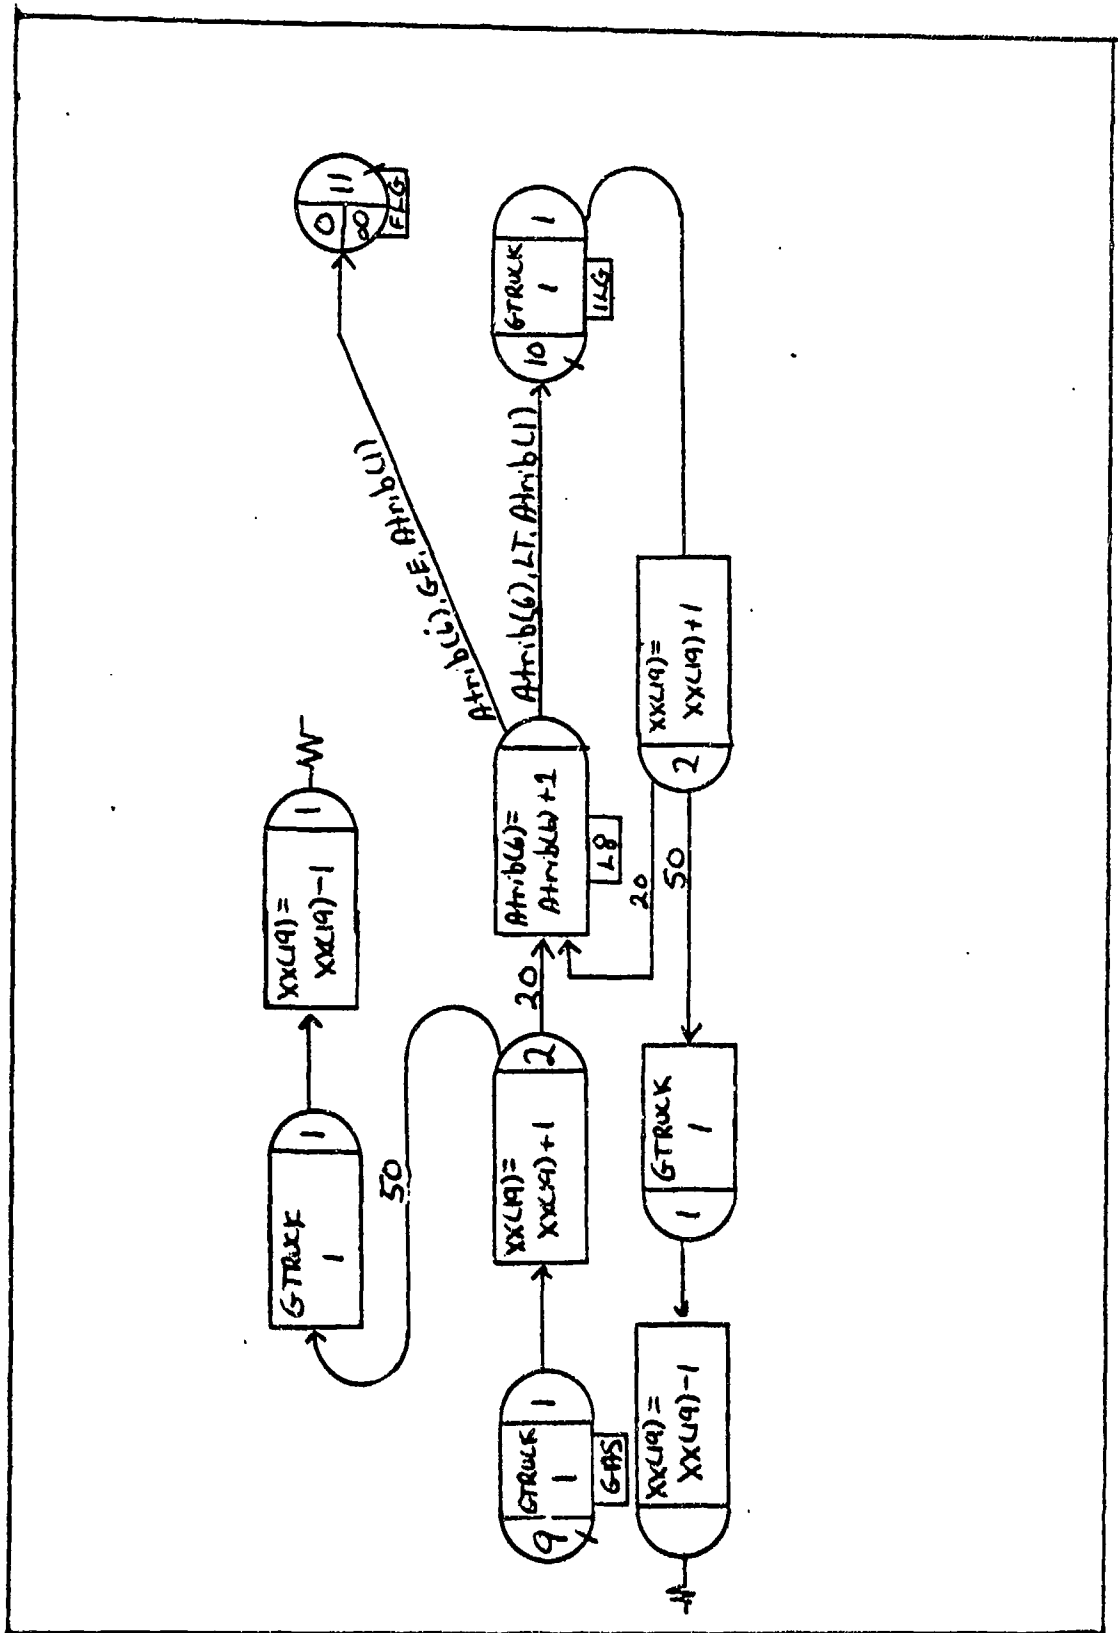 GTRUCK
1
1
XX(19)=
XX(19)-1
1
50
9
GTRUCK
1
1
GAS
XX(19)=
XX(19)+1
2
20
Atrib(6)=
Atrib(6)+1
L8
Atrib(6).GE.Atrib(1)
0
∞
11
FLG
Atrib(6).LT.Atrib(1)
10
GTRUCK
1
1
1LG
XX(19)=
XX(19)+1
2
20
50
GTRUCK
1
1
XX(19)=
XX(19)-1